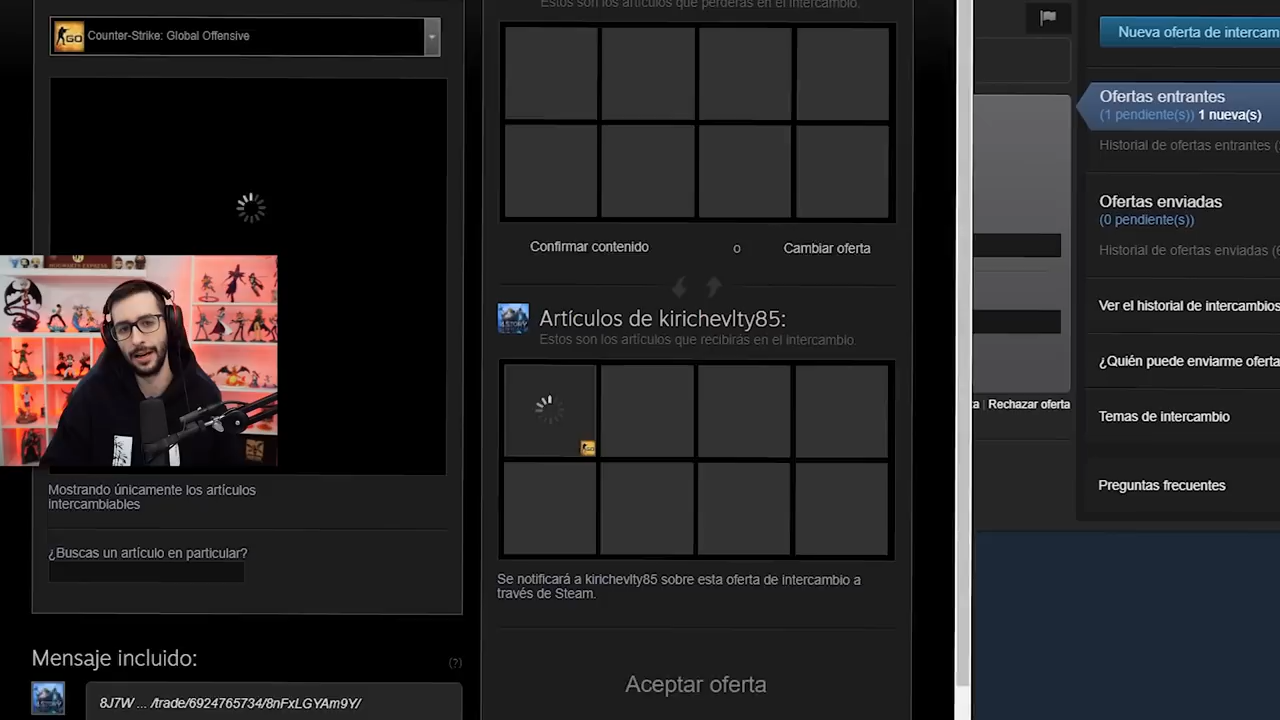 Counter-Strike: Global Offensive
Mostrando únicamente los artículos
intercambiables
¿Buscas un artículo en particular?
Mensaje incluido:
(?)
8J7W ... /trade/6924765734/8nFxLGYAm9Y/
Estos son los artículos que perderás en el intercambio.
Confirmar contenido
o
Cambiar oferta
Artículos de kirichevlty85:
Estos son los artículos que recibirás en el intercambio.
Se notificará a kirichevlty85 sobre esta oferta de intercambio a
través de Steam.
Aceptar oferta
Rechazar oferta
Nueva oferta de intercam
Ofertas entrantes
(1 pendiente(s)) 1 nueva(s)
Historial de ofertas entrantes (
Ofertas enviadas
(0 pendiente(s))
Historial de ofertas enviadas (
Ver el historial de intercambios
¿Quién puede enviarme oferta
Temas de intercambio
Preguntas frecuentes